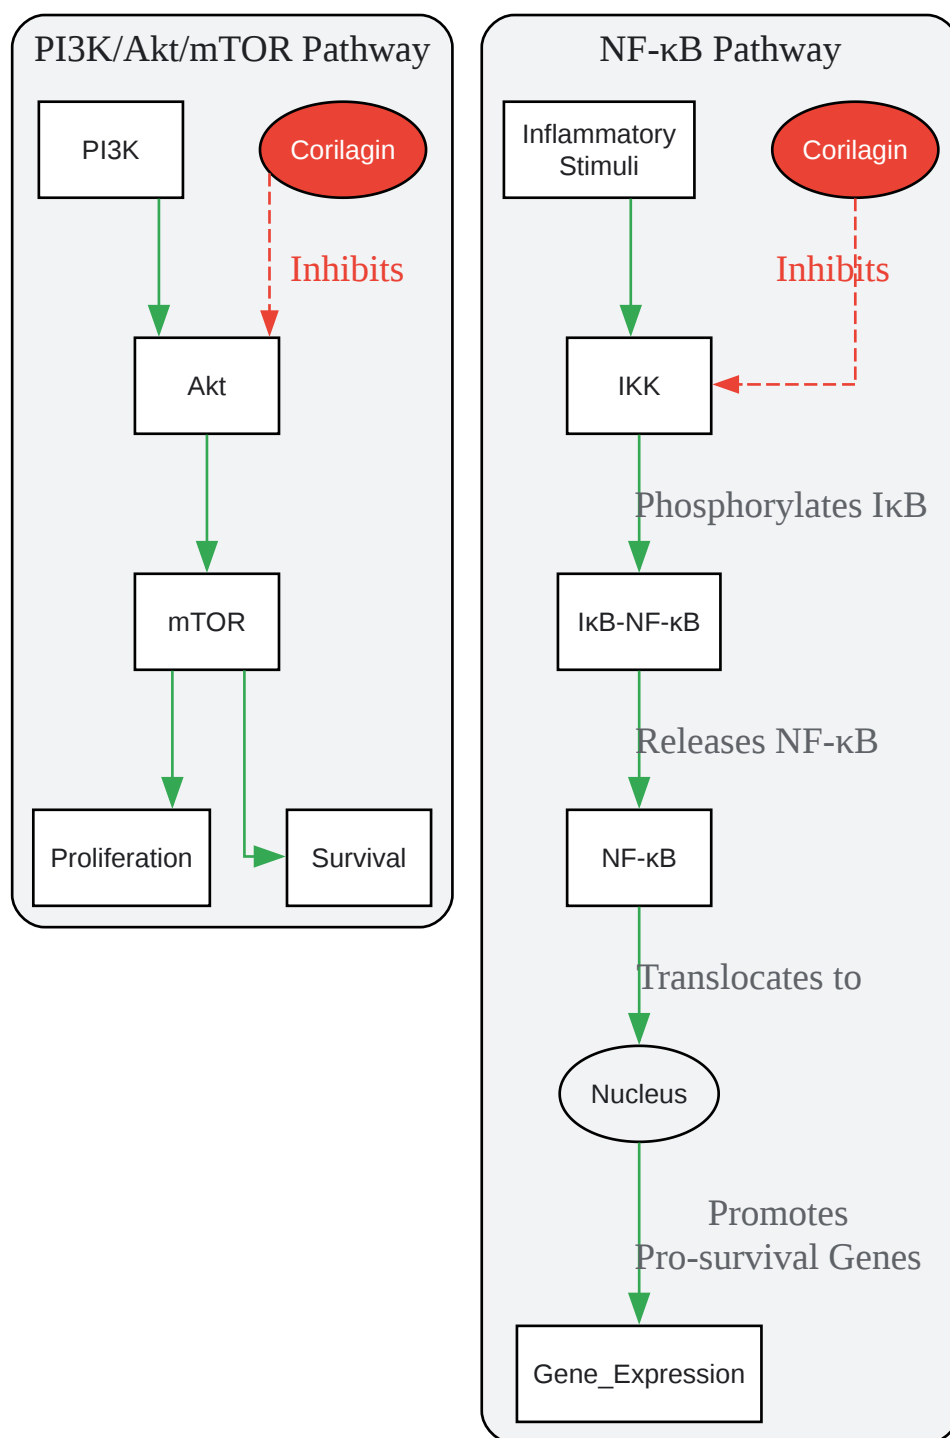 PI3K/Akt/mTOR Pathway
PI3K
Corilagin
Inhibits
Akt
mTOR
Proliferation
Survival
NF-κB Pathway
Inflammatory
Stimuli
Corilagin
Inhibits
IKK
Phosphorylates IκB
IκB-NF-κB
Releases NF-κB
NF-κB
Translocates to
Nucleus
Promotes
Pro-survival Genes
Gene_Expression